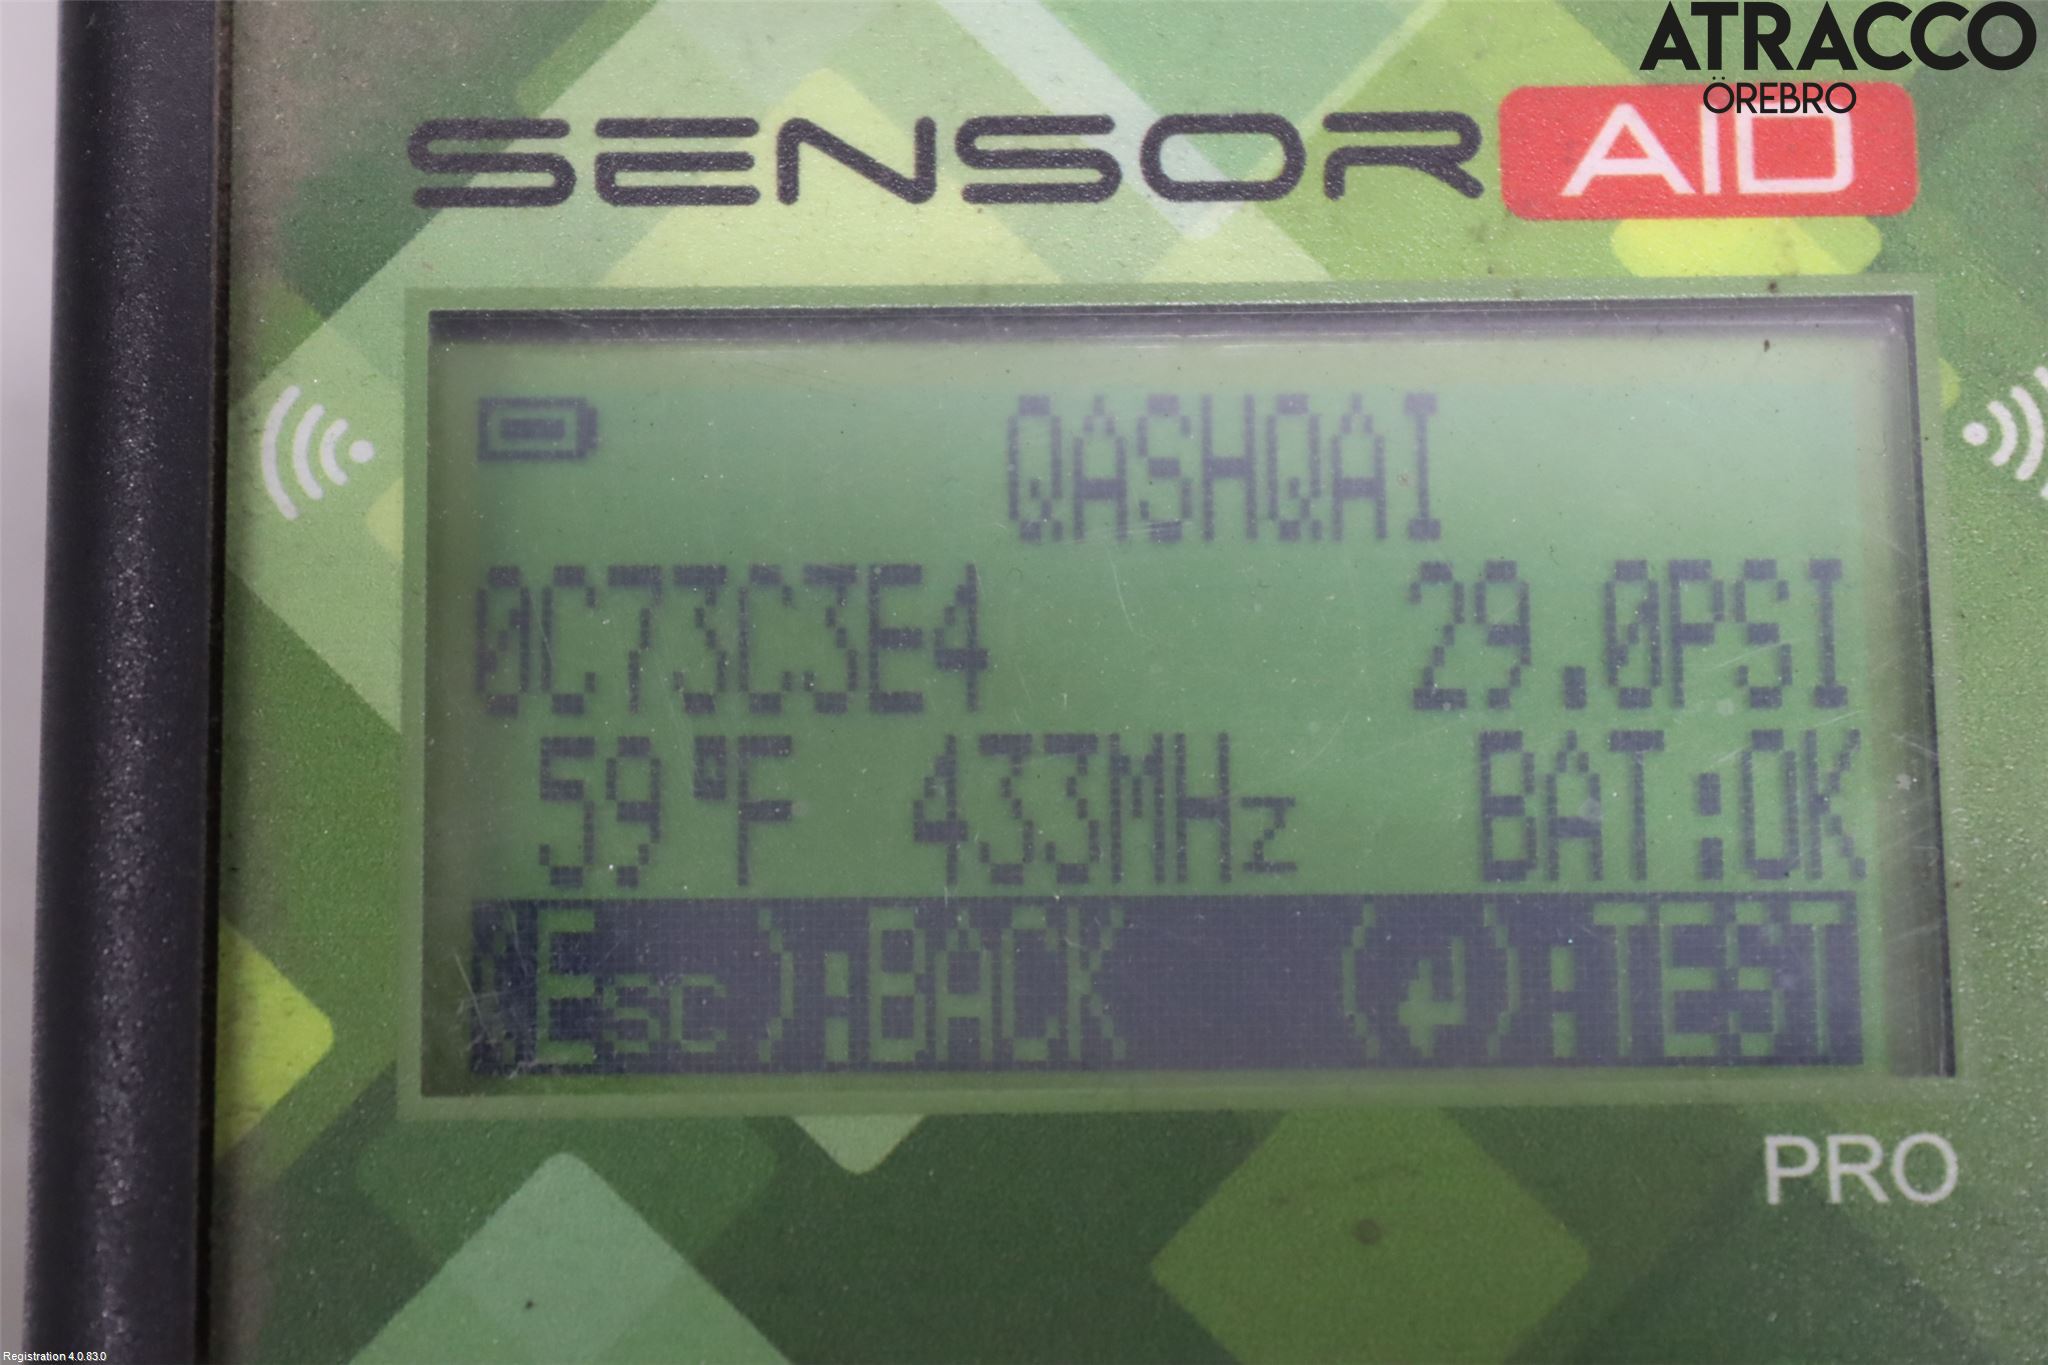 ATRACCO
ÖREBRO
SENSOR AID
QASHQAI
0C73C3E4 29.0PSI
59°F 433MHz BAT:OK
(Esc):BACK (↲):TEST
PRO
Registration 4.0.83.0